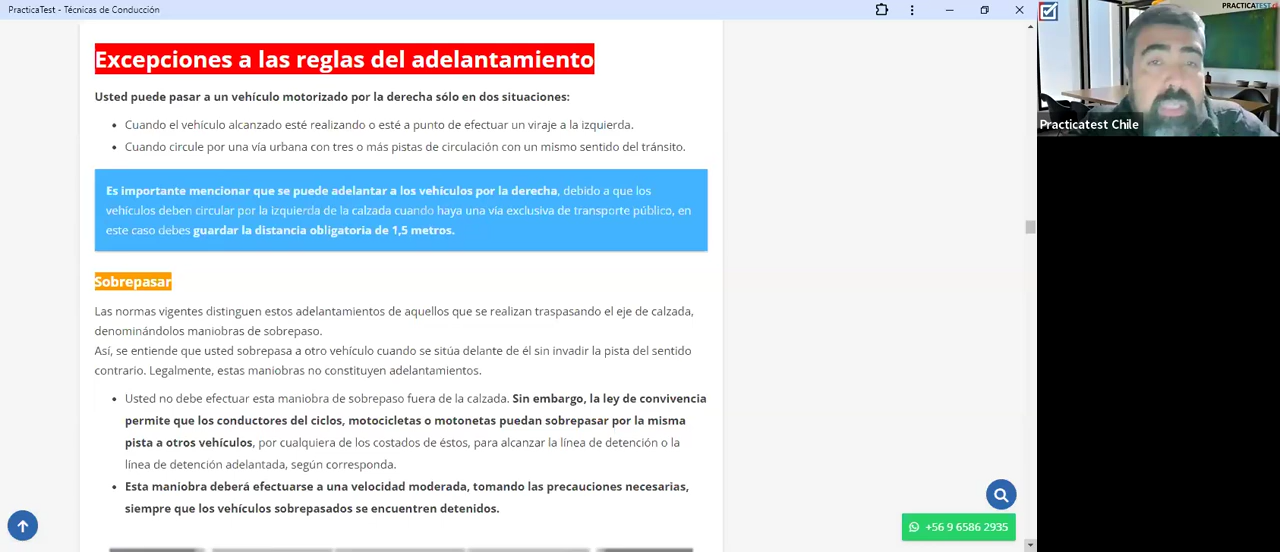 PracticaTest - Técnicas de Conducción
PRACTICATEST
Excepciones a las reglas del adelantamiento
Usted puede pasar a un vehículo motorizado por la derecha sólo en dos situaciones:
• Cuando el vehículo alcanzado esté realizando o esté a punto de efectuar un viraje a la izquierda.
• Cuando circule por una vía urbana con tres o más pistas de circulación con un mismo sentido del tránsito.
Practicatest Chile
Es importante mencionar que se puede adelantar a los vehículos por la derecha, debido a que los
vehículos deben circular por la izquierda de la calzada cuando haya una vía exclusiva de transporte público, en
este caso debes guardar la distancia obligatoria de 1,5 metros.
Sobrepasar
Las normas vigentes distinguen estos adelantamientos de aquellos que se realizan traspasando el eje de calzada,
denominándolos maniobras de sobrepaso.
Así, se entiende que usted sobrepasa a otro vehículo cuando se sitúa delante de él sin invadir la pista del sentido
contrario. Legalmente, estas maniobras no constituyen adelantamientos.
• Usted no debe efectuar esta maniobra de sobrepaso fuera de la calzada. Sin embargo, la ley de convivencia
permite que los conductores del ciclos, motocicletas o motonetas puedan sobrepasar por la misma
pista a otros vehículos, por cualquiera de los costados de éstos, para alcanzar la línea de detención o la
línea de detención adelantada, según corresponda.
• Esta maniobra deberá efectuarse a una velocidad moderada, tomando las precauciones necesarias,
siempre que los vehículos sobrepasados se encuentren detenidos.
+56 9 6586 2935